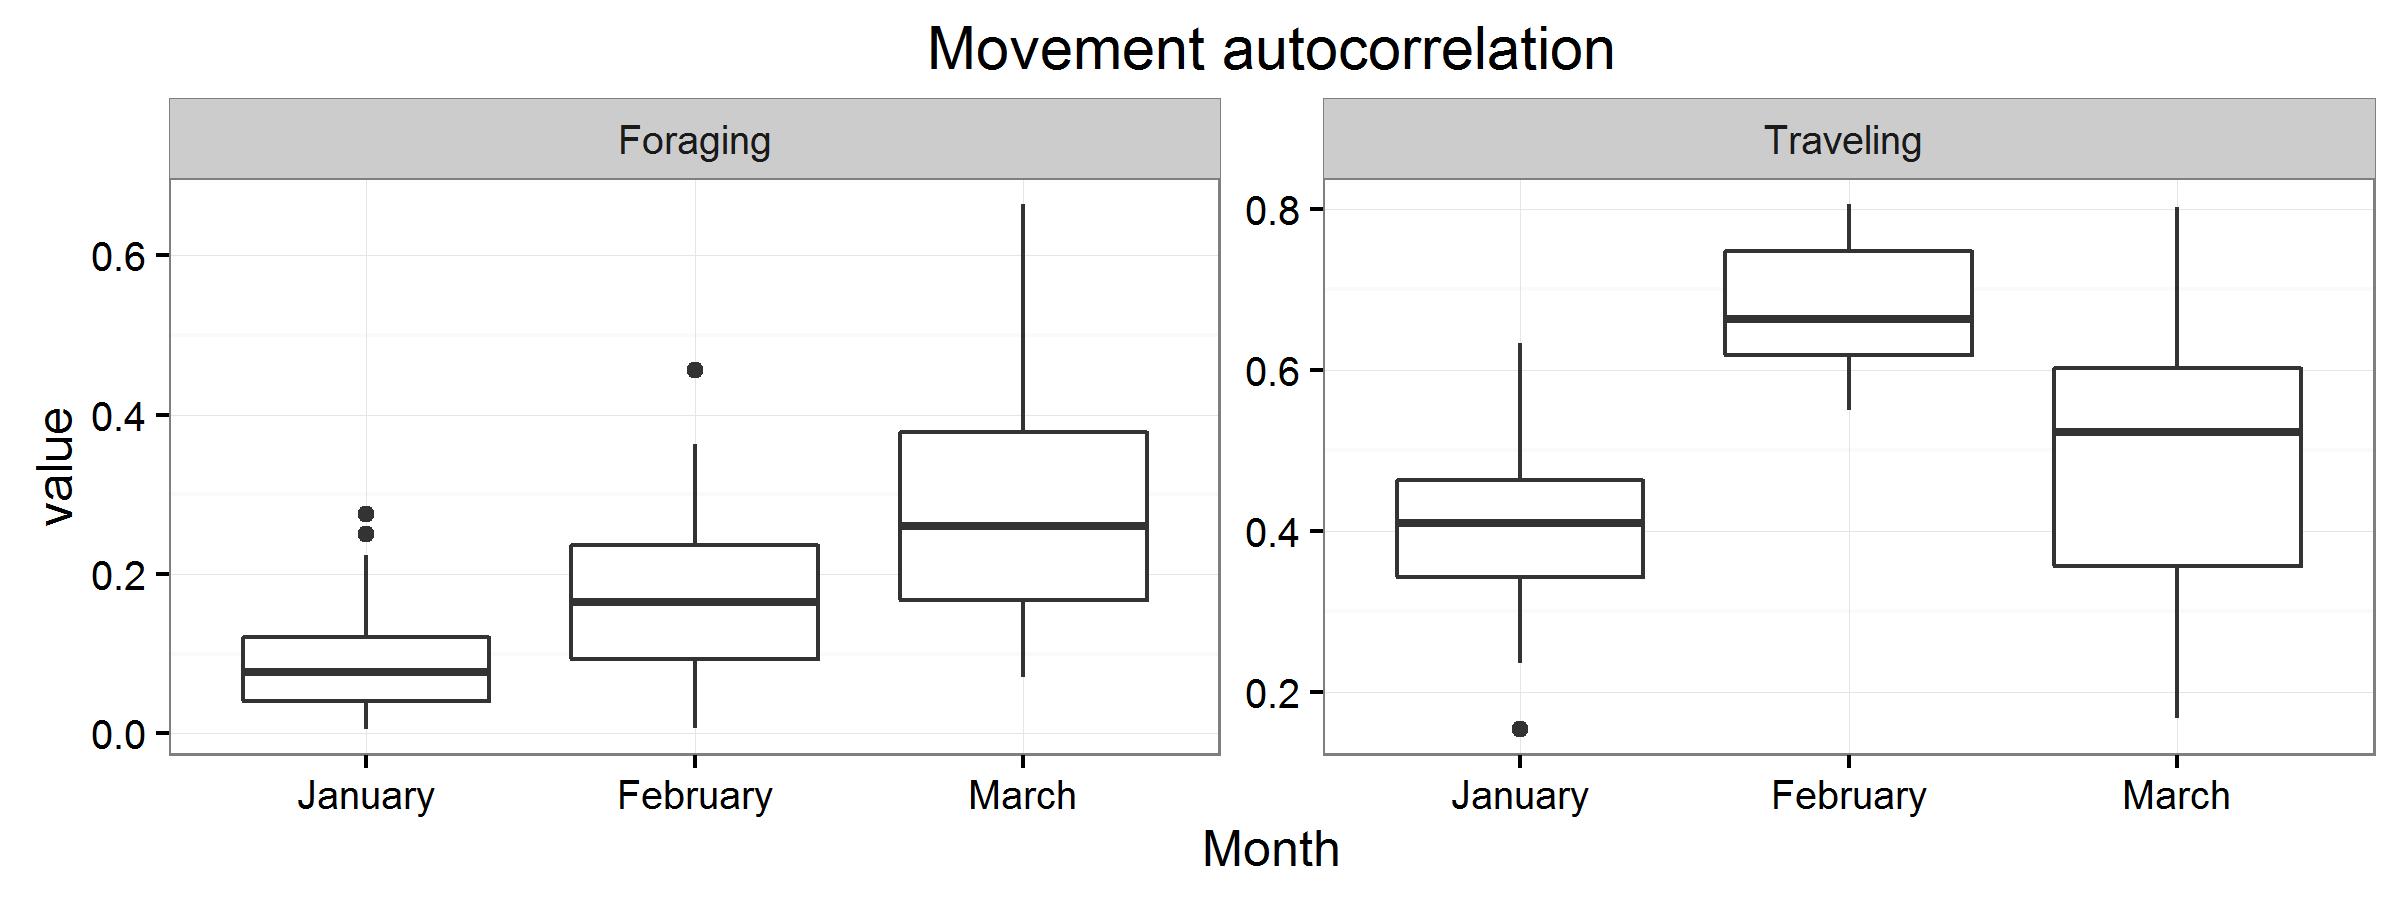 Movement autocorrelation
Foraging
Traveling
value
0.6
0.4
0.2
0.0
0.8
0.6
0.4
0.2
January February March
January February March
Month